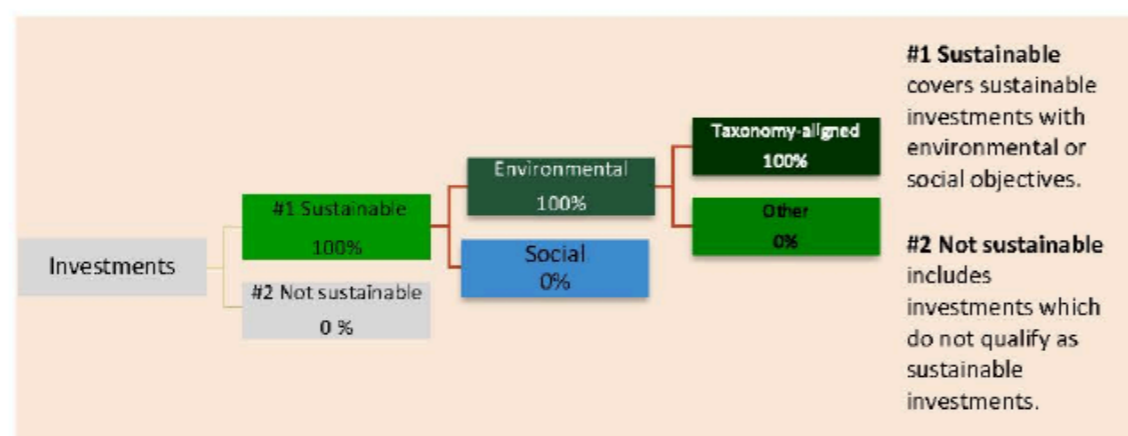 Investments
#1 Sustainable
100%
#2 Not sustainable
0 %
Environmental
100%
Social
0%
Taxonomy-aligned
100%
Other
0%
#1 Sustainable
covers sustainable
investments with
environmental or
social objectives.
#2 Not sustainable
includes
investments which
do not qualify as
sustainable
investments.